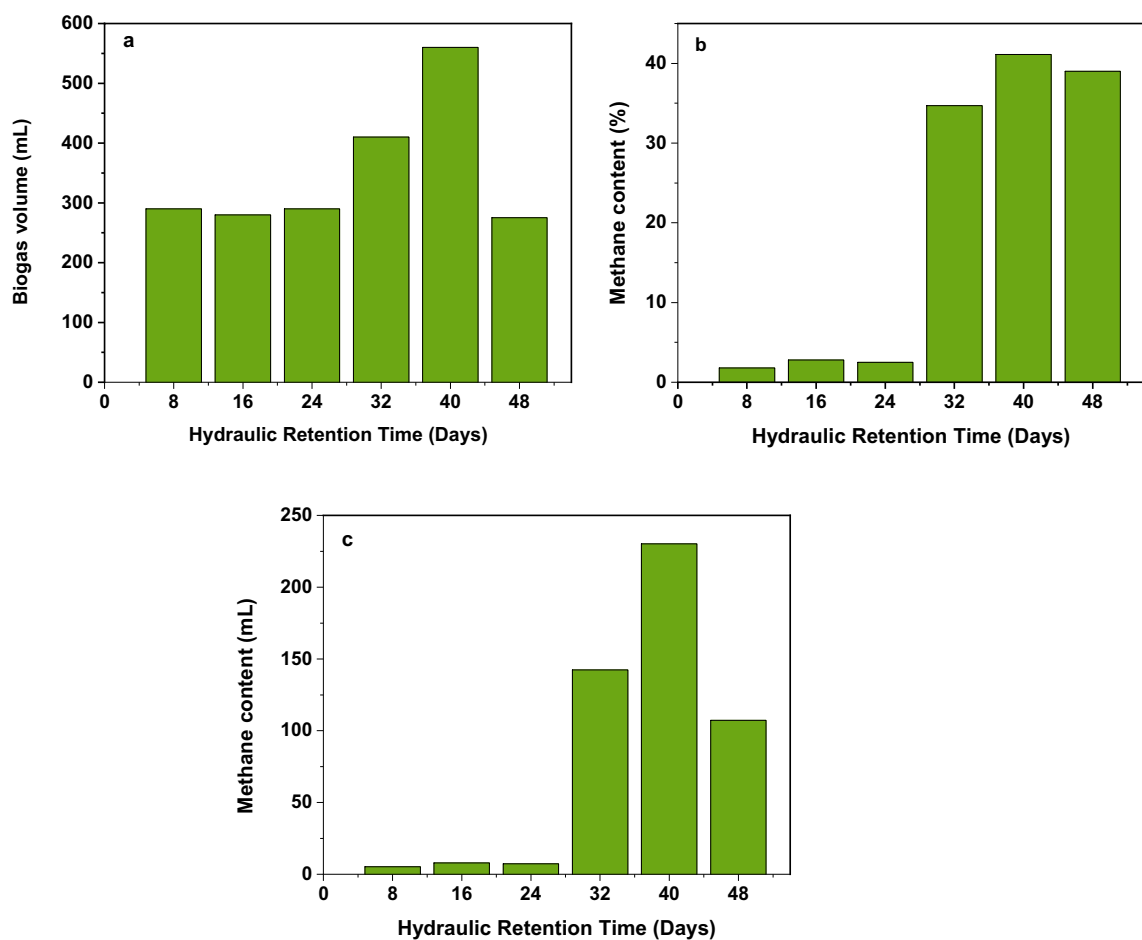 a
Biogas volume (mL)
600
500
400
300
200
100
0
0 8 16 24 32 40 48
Hydraulic Retention Time (Days)
b
Methane content (%)
40
30
20
10
0
0 8 16 24 32 40 48
Hydraulic Retention Time (Days)
c
Methane content (mL)
250
200
150
100
50
0
0 8 16 24 32 40 48
Hydraulic Retention Time (Days)